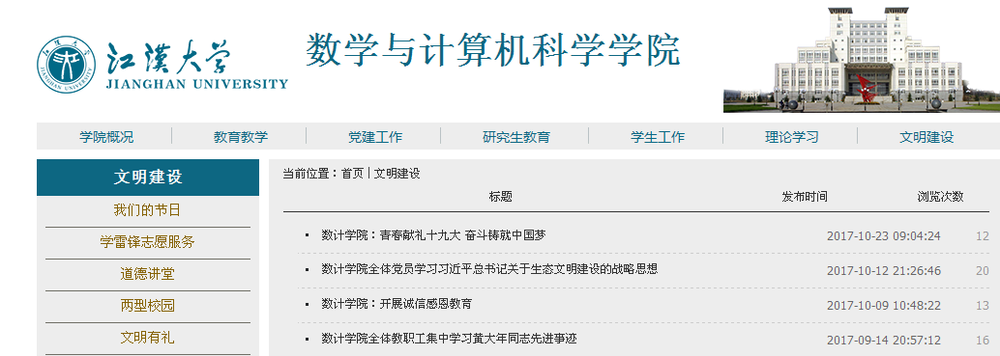 江漢大学
JIANGHAN UNIVERSITY
数学与计算机科学学院
学院概况 教育教学 党建工作 研究生教育 学生工作 理论学习 文明建设
文明建设
我们的节日
学雷锋志愿服务
道德讲堂
两型校园
文明有礼
当前位置：首页 | 文明建设
标题 发布时间 浏览次数
数计学院：青春献礼十九大 奋斗铸就中国梦 2017-10-23 09:04:24 12
数计学院全体党员学习习近平总书记关于生态文明建设的战略思想 2017-10-12 21:26:46 20
数计学院：开展诚信感恩教育 2017-10-09 10:48:22 13
数计学院全体教职工集中学习黄大年同志先进事迹 2017-09-14 20:57:12 16